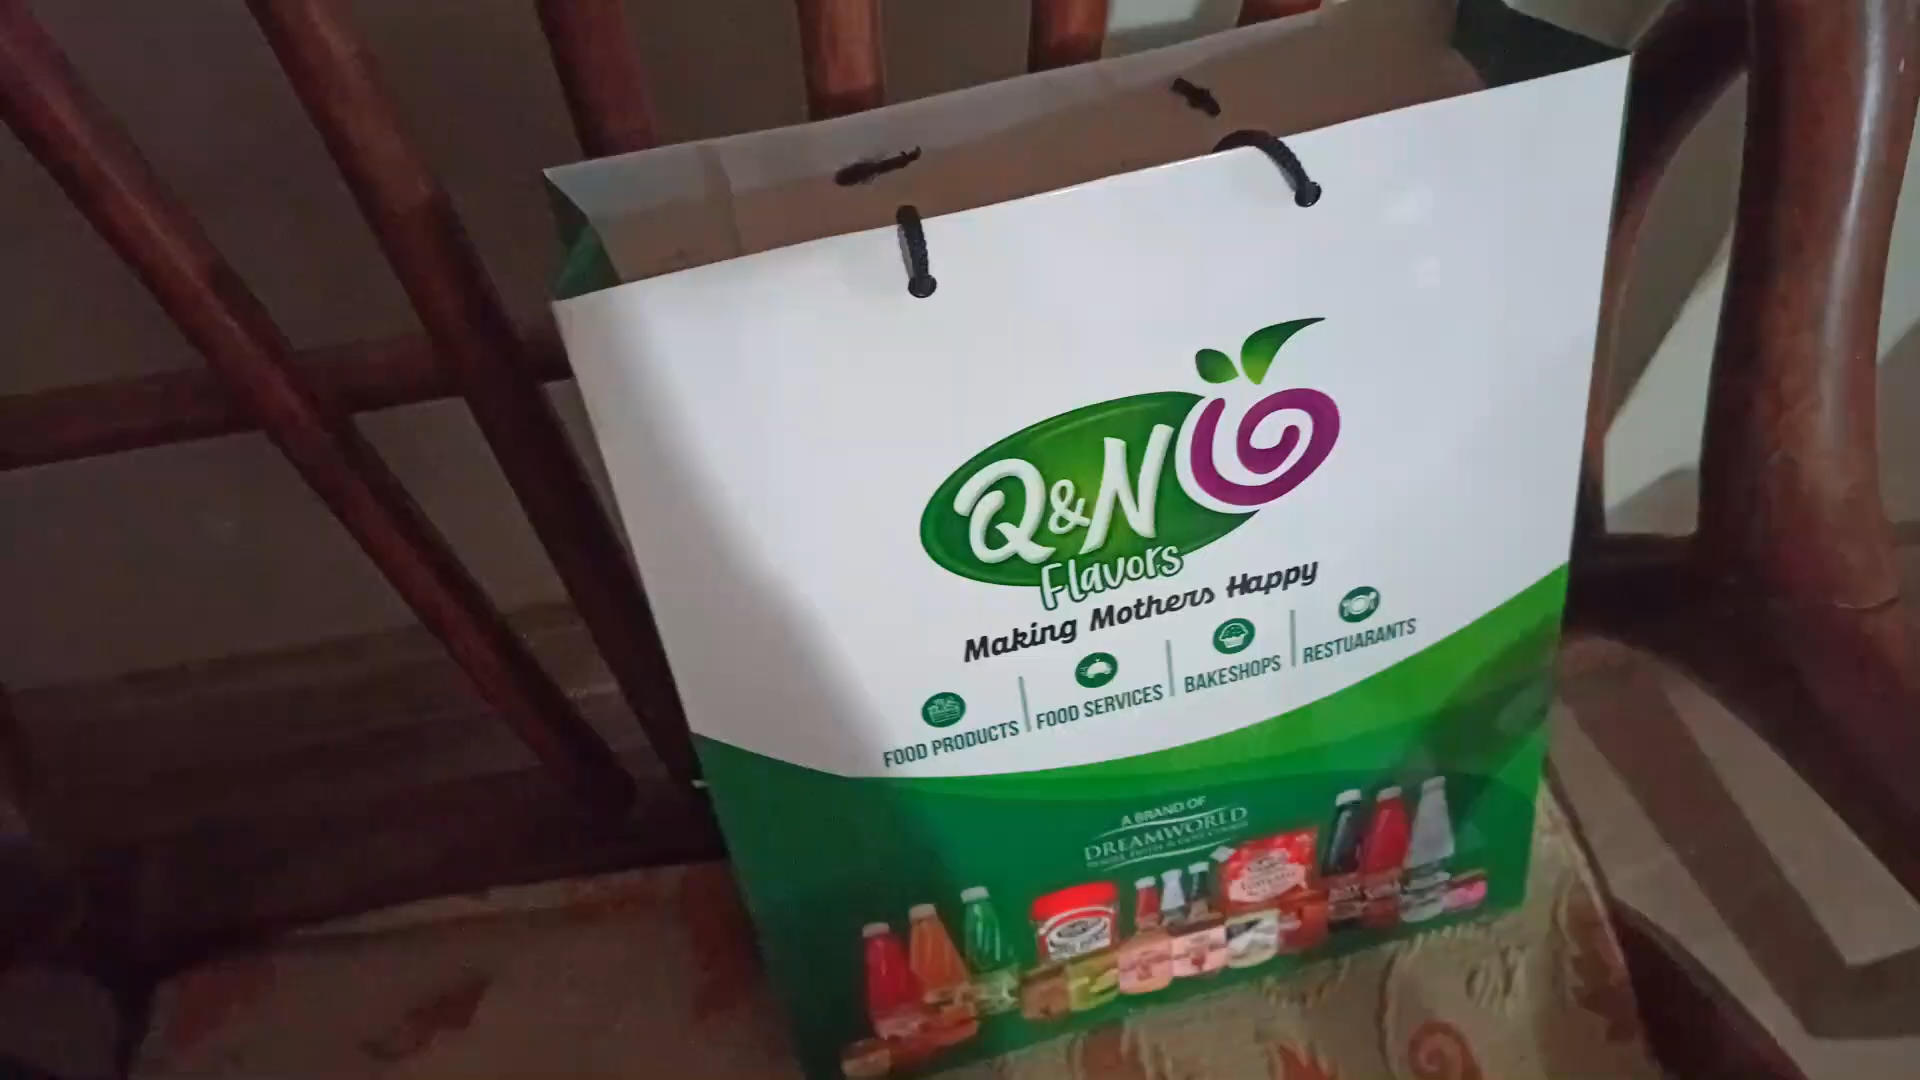 Q&N
Flavors
Making Mothers Happy
FOOD PRODUCTS
FOOD SERVICES
BAKESHOPS
RESTUARANTS
A BRAND OF
DREAMWORLD